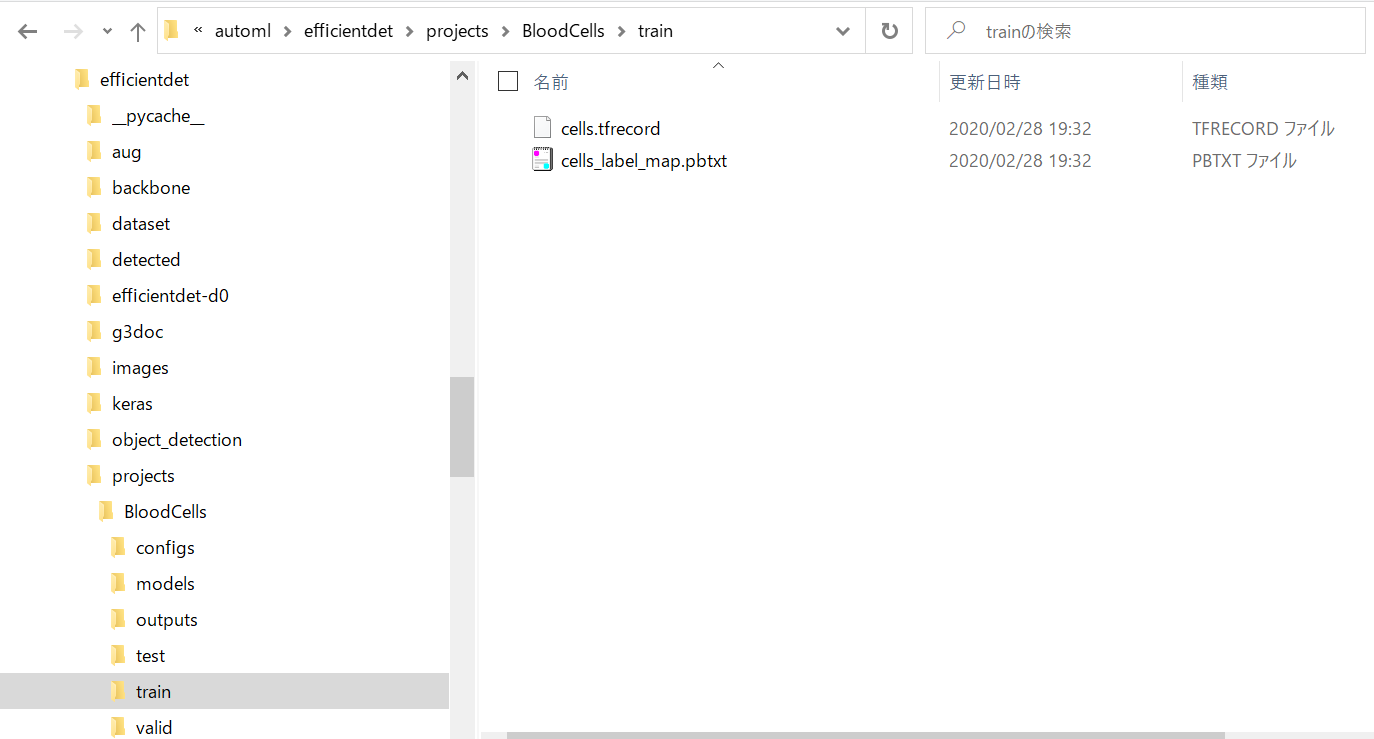 « automl > efficientdet > projects > BloodCells > train
trainの検索
efficientdet
__pycache__
aug
backbone
dataset
detected
efficientdet-d0
g3doc
images
keras
object_detection
projects
BloodCells
configs
models
outputs
test
train
valid
名前 更新日時 種類
cells.tfrecord 2020/02/28 19:32 TFRECORD ファイル
cells_label_map.pbtxt 2020/02/28 19:32 PBTXT ファイル